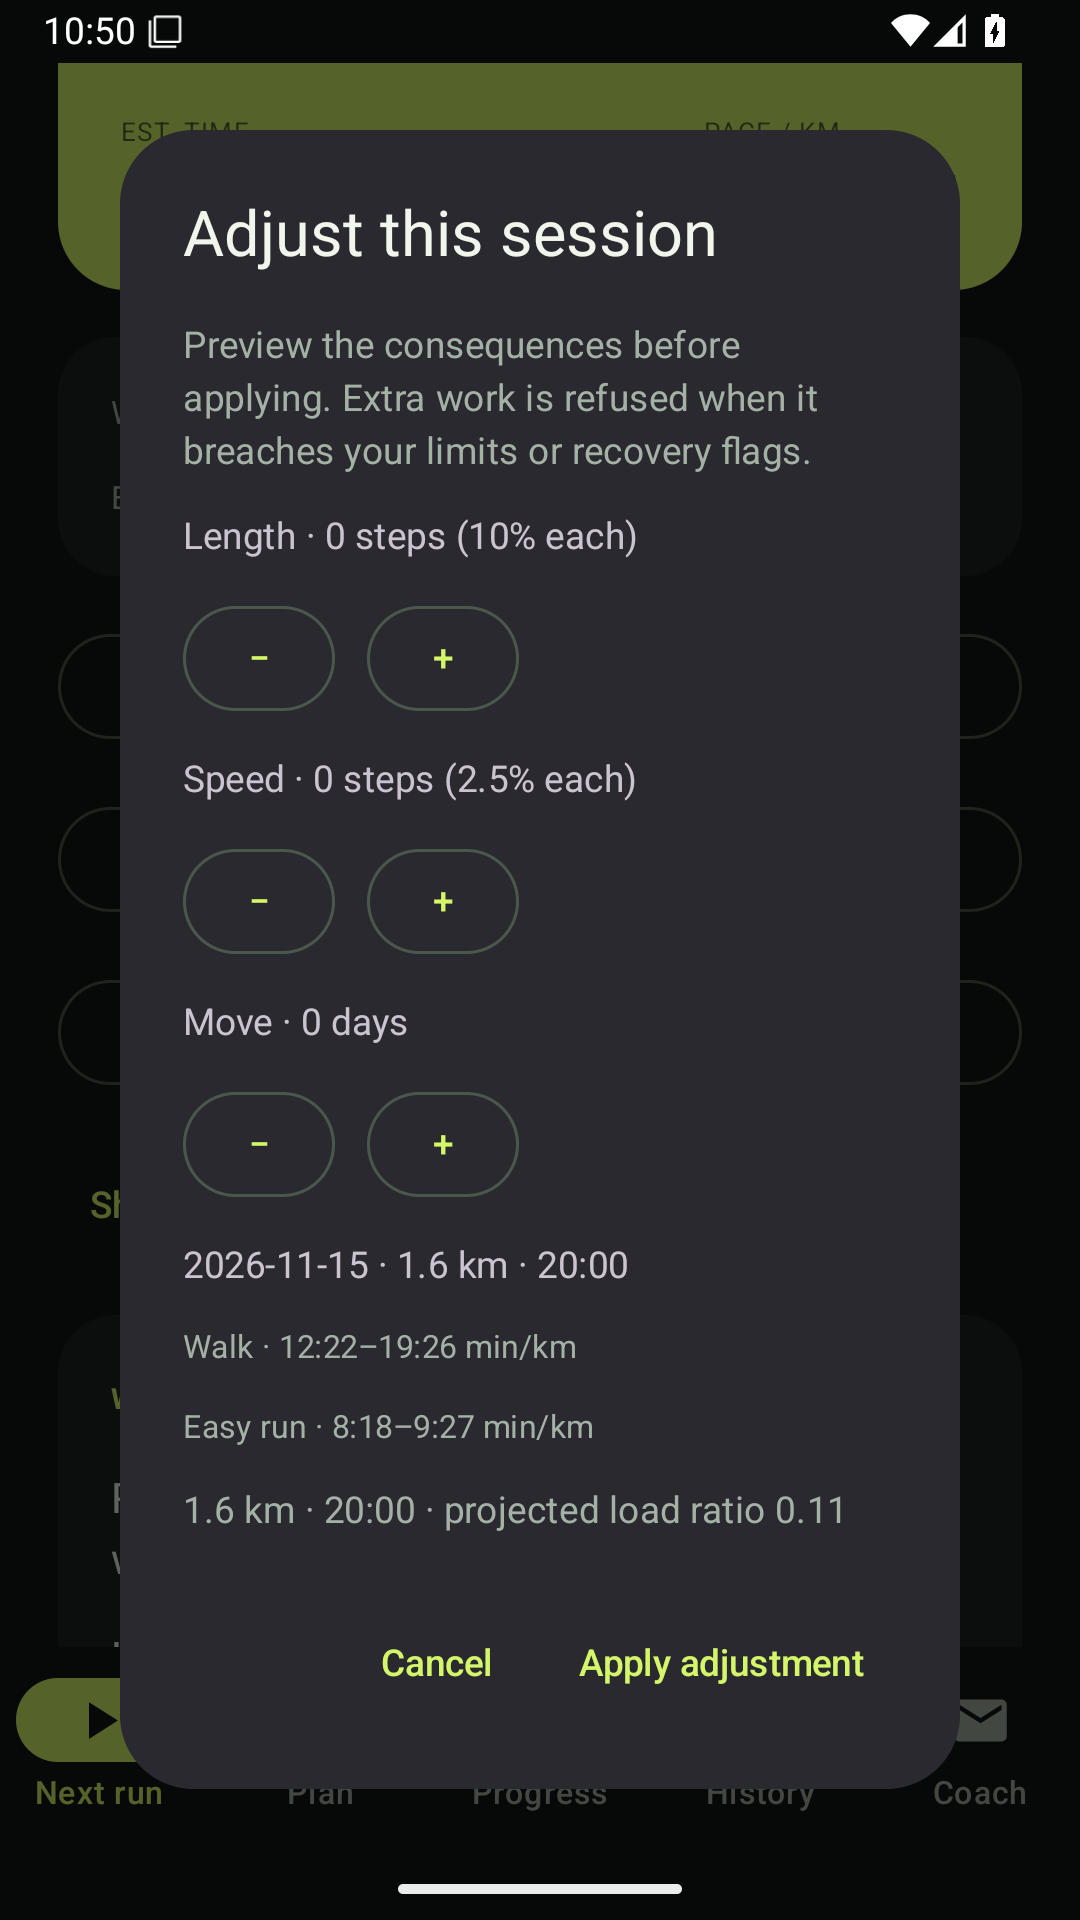 10:50
EST. TIME
PACE / KM
Adjust this session
Preview the consequences before
applying. Extra work is refused when it
breaches your limits or recovery flags.
Length · 0 steps (10% each)
−
+
Speed · 0 steps (2.5% each)
−
+
Move · 0 days
−
+
2026-11-15 · 1.6 km · 20:00
Walk · 12:22–19:26 min/km
Easy run · 8:18–9:27 min/km
1.6 km · 20:00 · projected load ratio 0.11
Cancel
Apply adjustment
Next run
Plan
Progress
History
Coach